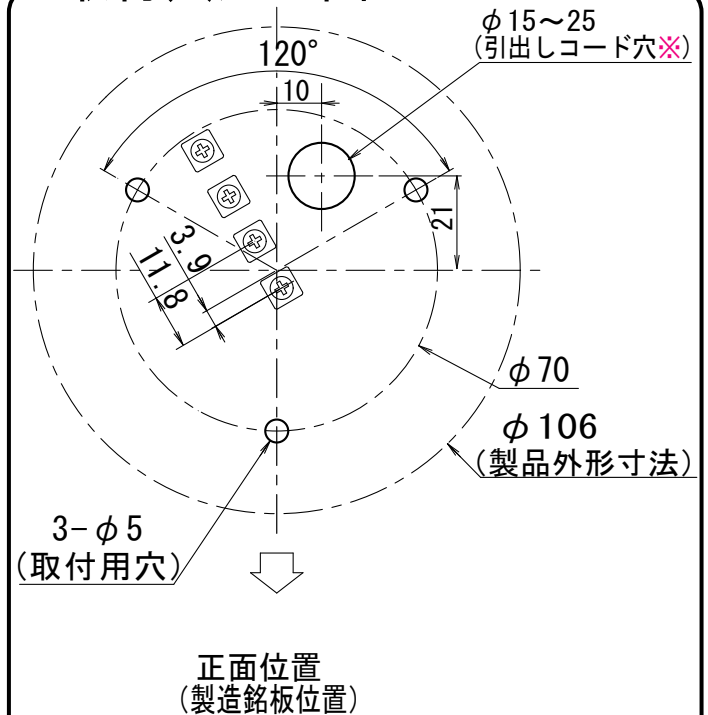 φ15～25
(引出しコード穴※)
120°
10
21
3.9
11.8
φ70
φ106
(製品外形寸法)
3-φ5
(取付用穴)
正面位置
(製造銘板位置)